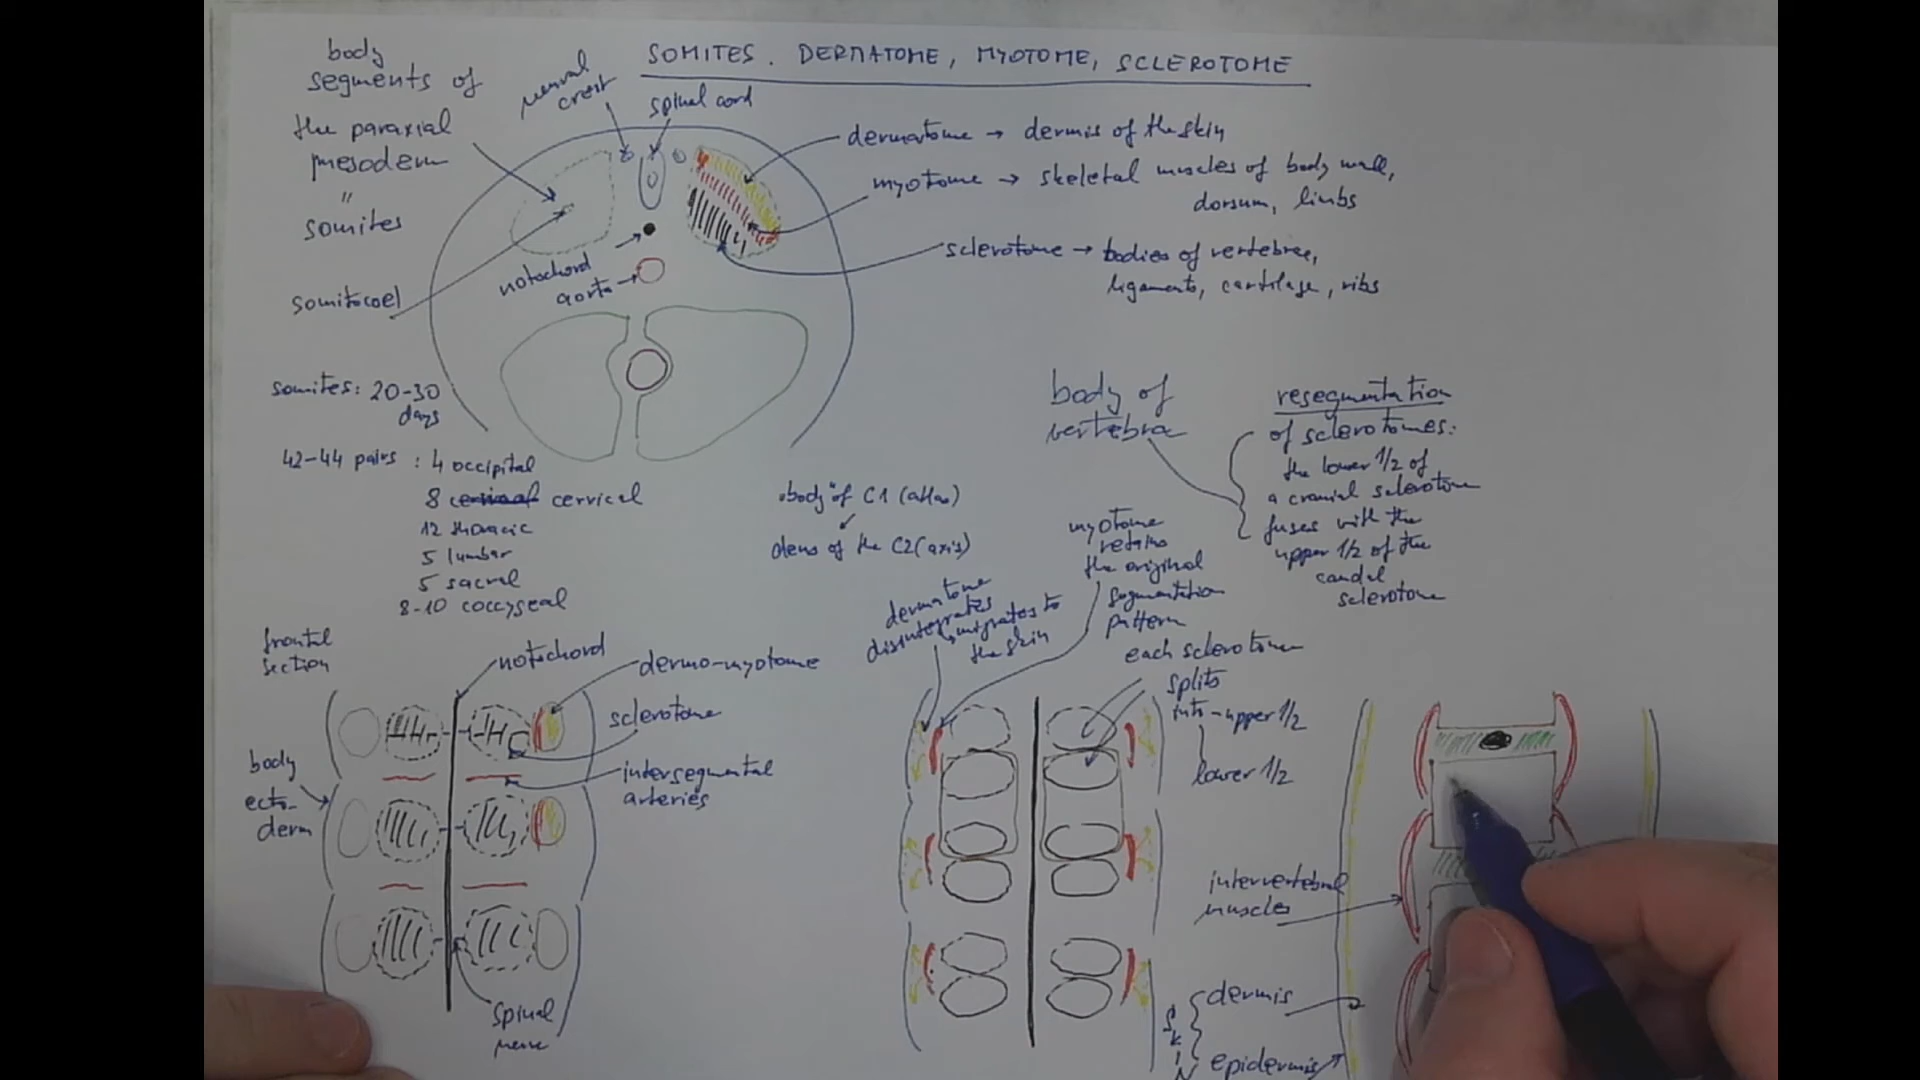 SOMITES. DERMATOME, MYOTOME, SCLEROTOME
body
segments of
the paraxial
mesoderm
"
somites
neural
crest
spinal cord
dermatome → dermis of the skin
myotome → skeletal muscles of body wall,
dorsum, limbs
sclerotome → bodies of vertebrae,
ligaments, cartilage, ribs
notochord
aorta
somitocoel
somites: 20-30
days
42-44 pairs : 4 occipital
8 cervical
12 thoracic
5 lumbar
5 sacral
8-10 coccygeal
"body" of C1 (atlas)
dens of the C2 (axis)
body of
vertebra
resegmentation
of sclerotomes:
the lower 1/2 of
a cranial sclerotome
fuses with the
upper 1/2 of the
caudal
sclerotome
frontal
section
notochord
dermo-myotome
sclerotome
intersegmental
arteries
body
ecto-
derm
spinal
nerve
dermatome
disintegrates
migrates to
the skin
myotome
retains
the original
segmentation
pattern
each sclerotome
splits
into - upper 1/2
lower 1/2
intervertebral
muscles
SKIN
dermis
epidermis